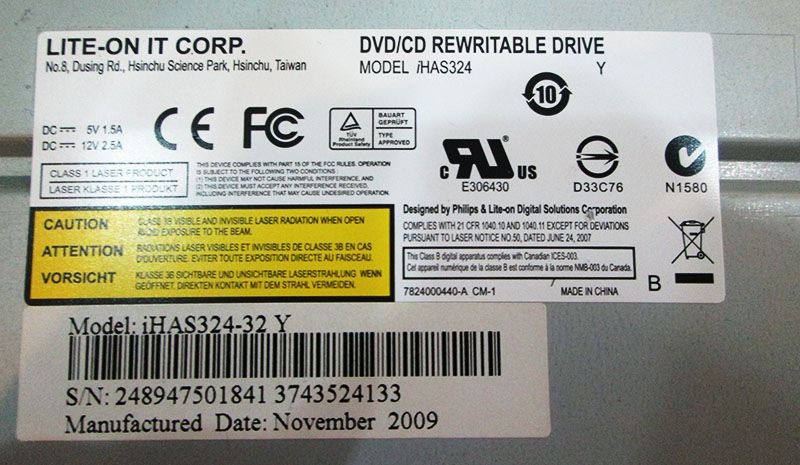 LITE-ON IT CORP.
No.8, Dusing Rd., Hsinchu Science Park, Hsinchu, Taiwan
DVD/CD REWRITABLE DRIVE
MODEL iHAS324 Y
10
DC 5V 1.5A
DC 12V 2.5A
CE FC
TÜV
Rheinland
Product Safety
BAUART
GEPRÜFT
TYPE
APPROVED
c RU US
E306430
D33C76
N1580
CLASS 1 LASER PRODUCT
LASER KLASSE 1 PRODUKT
THIS DEVICE COMPLIES WITH PART 15 OF THE FCC RULES. OPERATION
IS SUBJECT TO THE FOLLOWING TWO CONDITIONS :
(1) THIS DEVICE MAY NOT CAUSE HARMFUL INTERFERENCE, AND
(2) THIS DEVICE MUST ACCEPT ANY INTERFERENCE RECEIVED,
INCLUDING INTERFERENCE THAT MAY CAUSE UNDESIRED OPERATION.
CAUTION CLASS 3B VISIBLE AND INVISIBLE LASER RADIATION WHEN OPEN
AVOID EXPOSURE TO THE BEAM.
ATTENTION RADIATIONS LASER VISIBLES ET INVISIBLES DE CLASSE 3B EN CAS
D'OUVERTURE. EVITER TOUTE EXPOSITION DIRECTE AU FAISCEAU.
VORSICHT KLASSE 3B SICHTBARE UND UNSICHTBARE LASERSTRAHLUNG WENN
GEÖFFNET. DIREKTEN KONTAKT MIT DEM STRAHL VERMEIDEN.
Designed by Philips & Lite-on Digital Solutions Corporation
COMPLIES WITH 21 CFR 1040.10 AND 1040.11 EXCEPT FOR DEVIATIONS
PURSUANT TO LASER NOTICE NO.50, DATED JUNE 24, 2007
This Class B digital apparatus complies with Canadian ICES-003.
Cet appareil numérique de la classe B est conforme à la norme NMB-003 du Canada.
B
7824000440-A CM-1 MADE IN CHINA
Model: iHAS324-32 Y
S/N: 248947501841 3743524133
Manufactured Date: November 2009